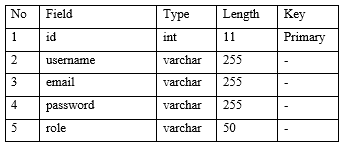 No Field Type Length Key
1 id int 11 Primary
2 username varchar 255 -
3 email varchar 255 -
4 password varchar 255 -
5 role varchar 50 -